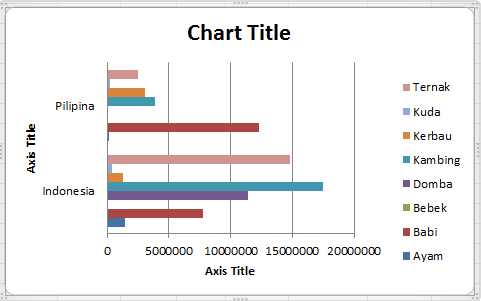 Chart Title
Axis Title
Pilipina
Indonesia
0 5000000 10000000 15000000 20000000
Axis Title
Ternak
Kuda
Kerbau
Kambing
Domba
Bebek
Babi
Ayam